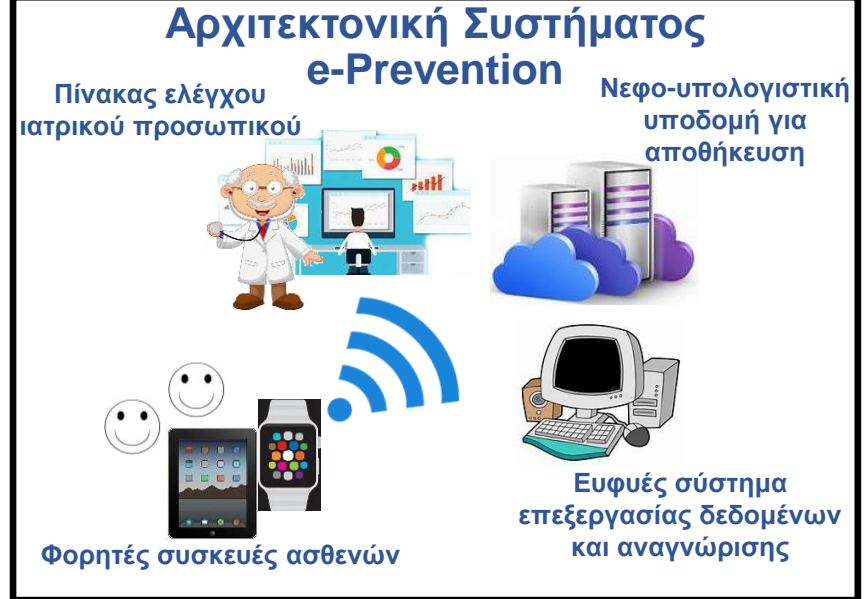 Αρχιτεκτονική Συστήματος
e-Prevention
Πίνακας ελέγχου
ιατρικού προσωπικού
Νεφο-υπολογιστική
υποδομή για
αποθήκευση
Φορητές συσκευές ασθενών
Ευφυές σύστημα
επεξεργασίας δεδομένων
και αναγνώρισης